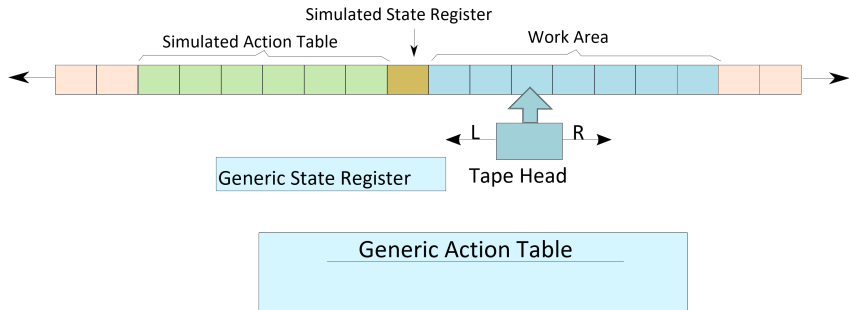 Simulated State Register
Simulated Action Table
Work Area
L
R
Generic State Register
Tape Head
Generic Action Table